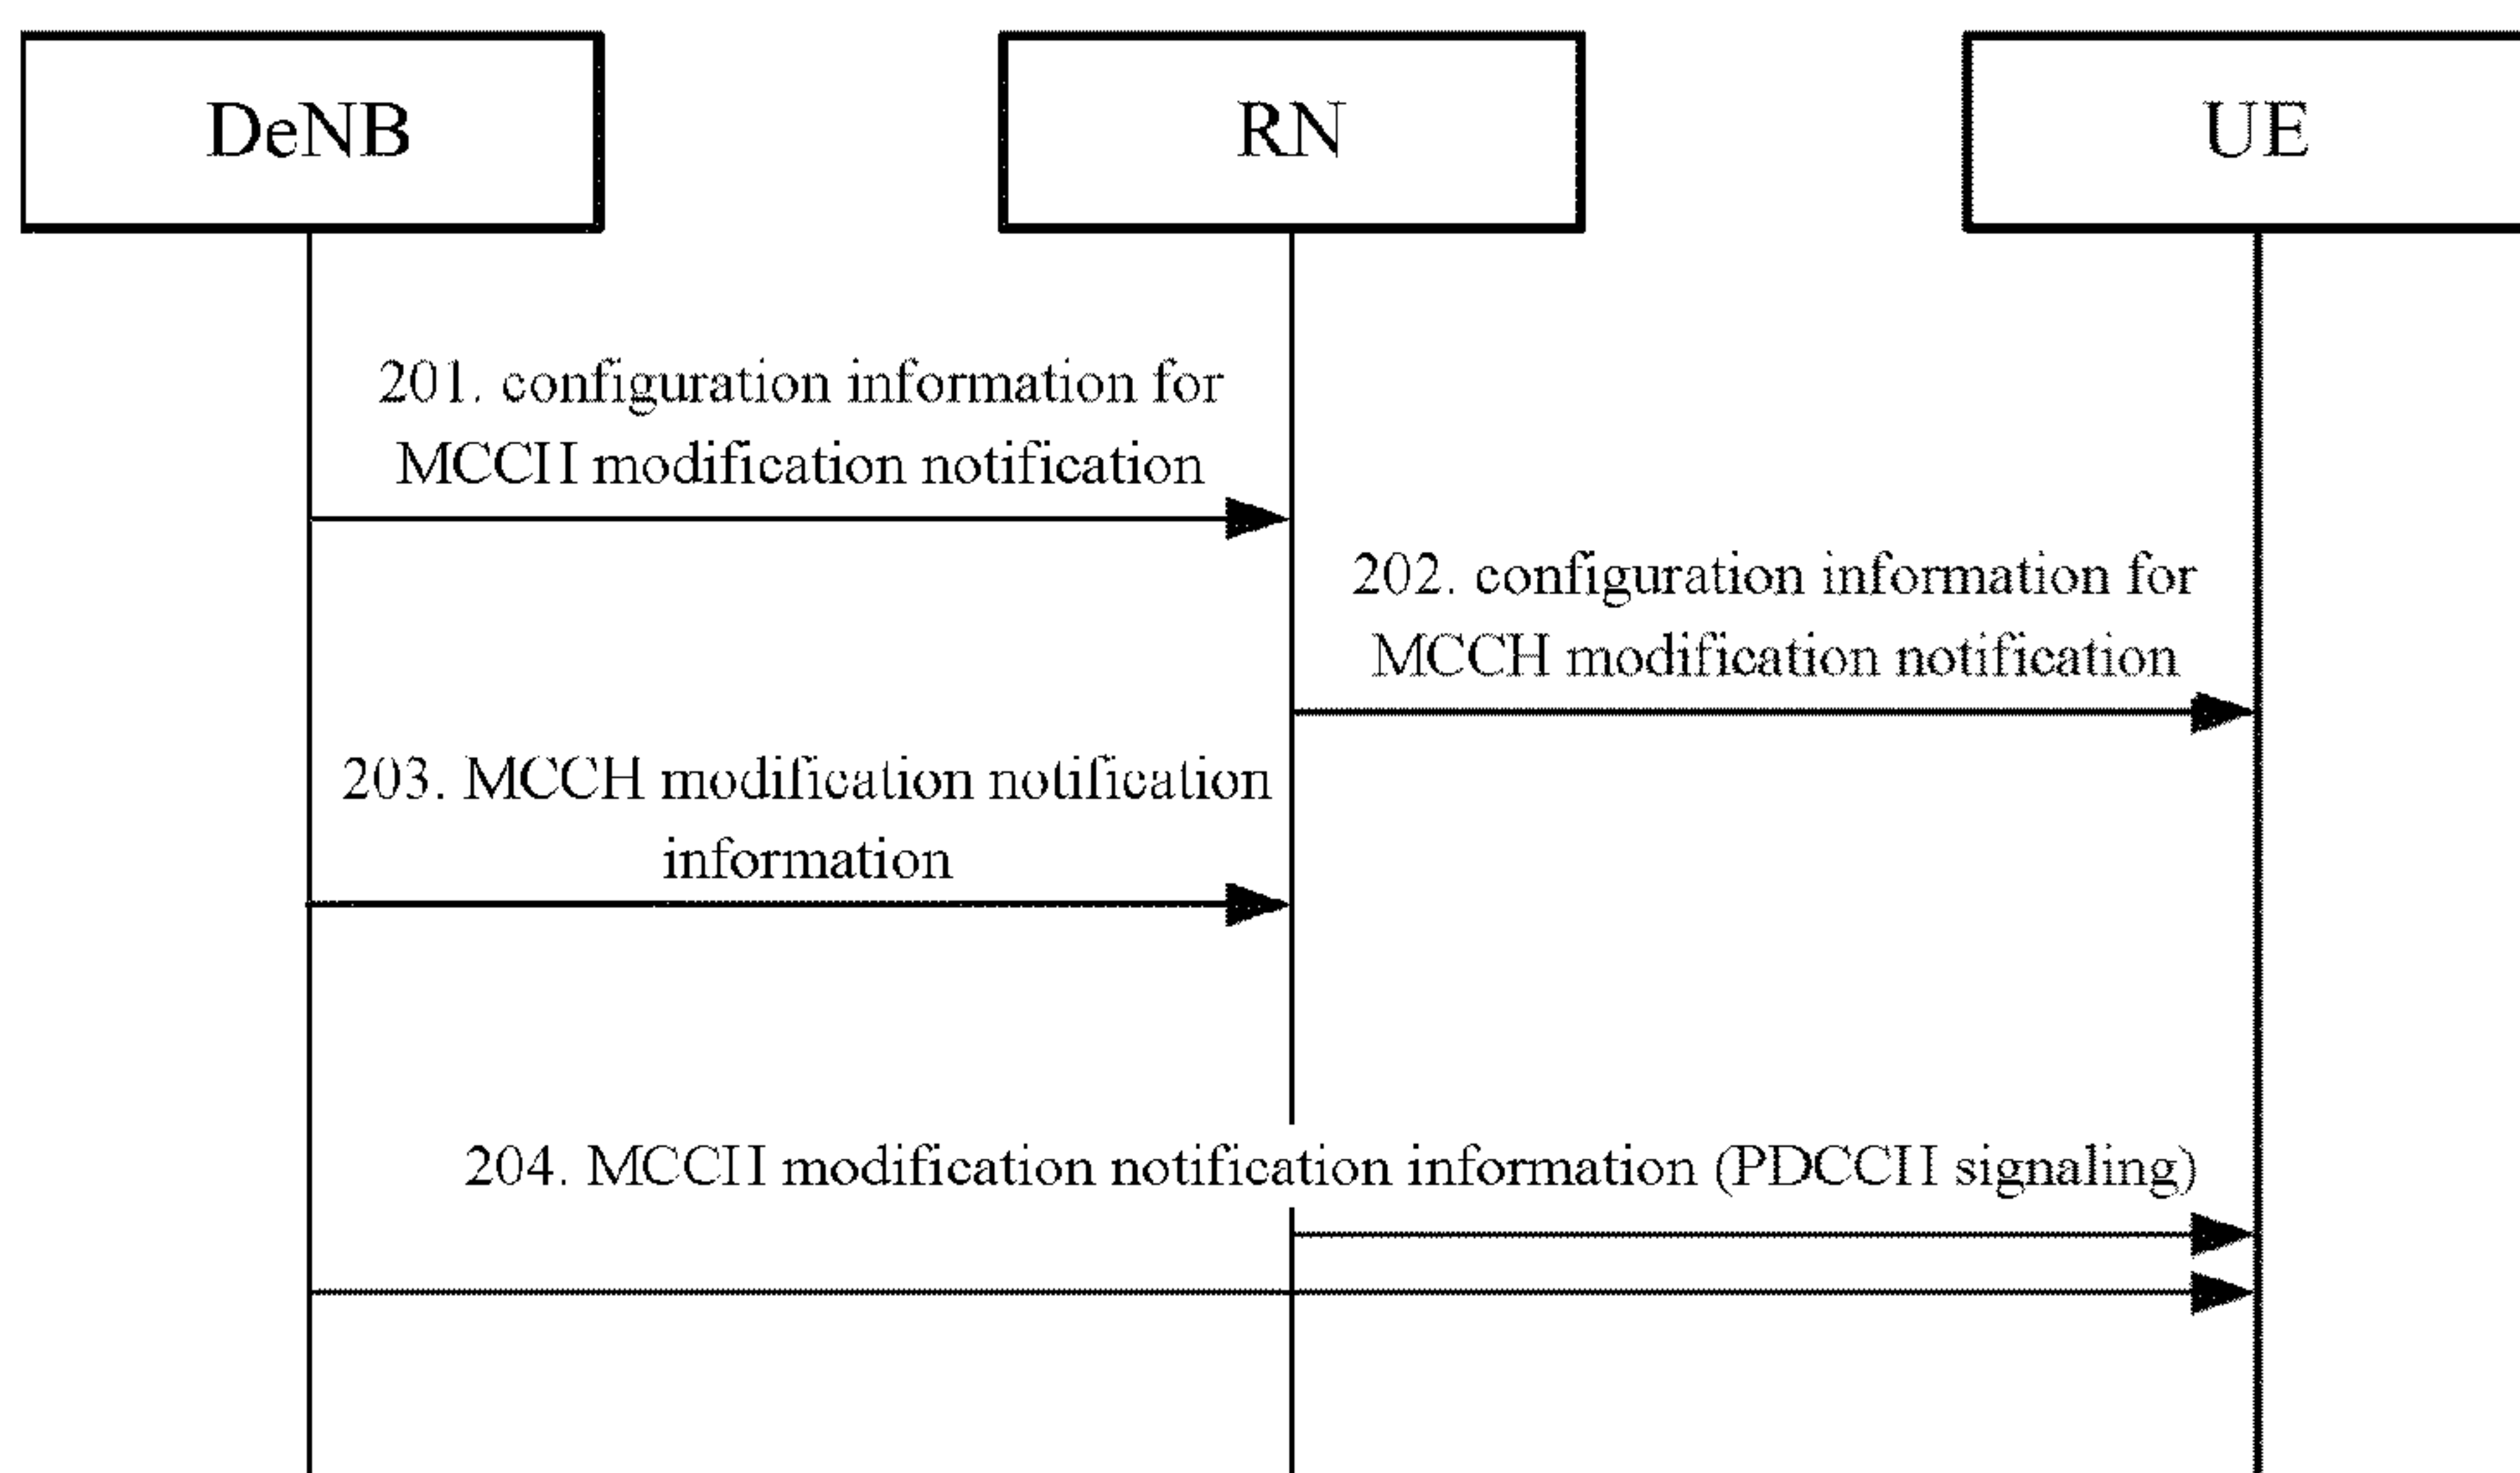 DeNB
RN
UE
201. configuration information for
MCCH modification notification
202. configuration information for
MCCH modification notification
203. MCCH modification notification
information
204. MCCH modification notification information (PDCCH signaling)